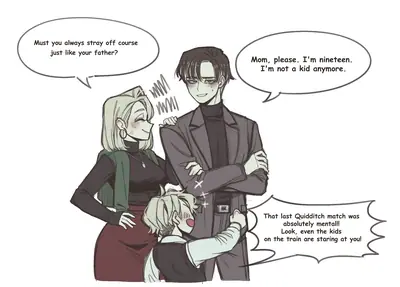 Must you always stray off course
just like your father?
Mom, please. I'm nineteen.
I'm not a kid anymore.
That last Quidditch match was
absolutely mental!!
Look, even the kids
on the train are staring at you!